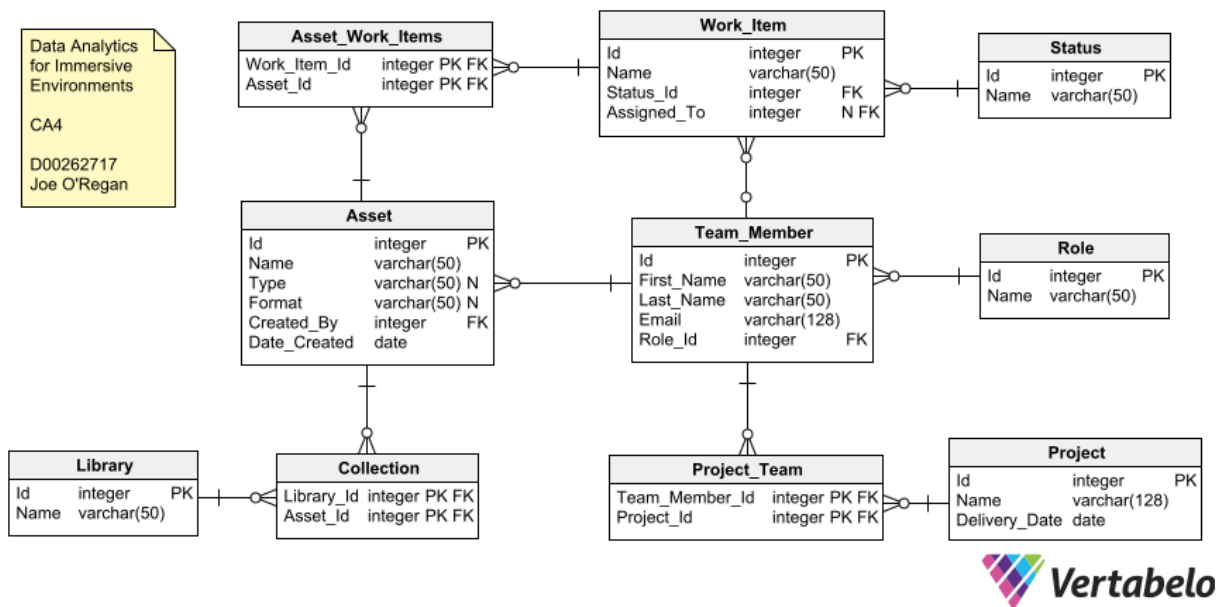 Data Analytics
for Immersive
Environments
CA4
D00262717
Joe O'Regan
Asset_Work_Items
Work_Item_Id integer PK FK
Asset_Id integer PK FK
Work_Item
Id integer PK
Name varchar(50)
Status_Id integer FK
Assigned_To integer N FK
Status
Id integer PK
Name varchar(50)
Asset
Id integer PK
Name varchar(50)
Type varchar(50) N
Format varchar(50) N
Created_By integer FK
Date_Created date
Team_Member
Id integer PK
First_Name varchar(50)
Last_Name varchar(50)
Email varchar(128)
Role_Id integer FK
Role
Id integer PK
Name varchar(50)
Library
Id integer PK
Name varchar(50)
Collection
Library_Id integer PK FK
Asset_Id integer PK FK
Project_Team
Team_Member_Id integer PK FK
Project_Id integer PK FK
Project
Id integer PK
Name varchar(128)
Delivery_Date date
Vertabelo